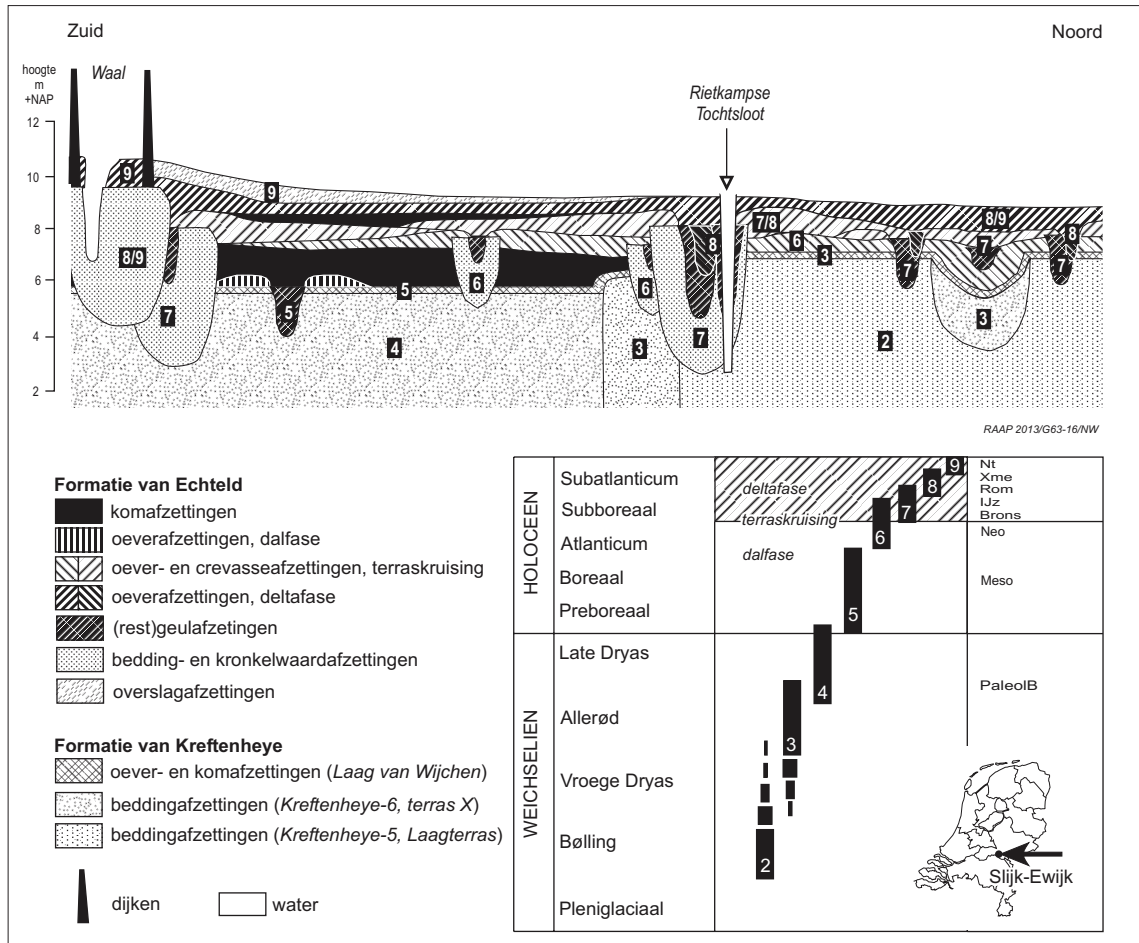 Zuid
Noord
hoogte
m
+NAP
Waal
Rietkampse
Tochtsloot
12
10
8
6
4
2
9
9
8/9
7
5
5
4
6
6
3
7
8
7/8
6
3
2
7
7
3
8/9
8
7
RAAP 2013/G63-16/NW
Formatie van Echteld
komafzettingen
oeverafzettingen, dalfase
oever- en crevasseafzettingen, terraskruising
oeverafzettingen, deltafase
(rest)geulafzetingen
bedding- en kronkelwaardafzettingen
overslagafzettingen
Formatie van Kreftenheye
oever- en komafzettingen (Laag van Wijchen)
beddingafzettingen (Kreftenheye-6, terras X)
beddingafzettingen (Kreftenheye-5, Laagterras)
dijken
water
HOLOCEEN
WEICHSELIEN
Subatlanticum
Subboreaal
Atlanticum
Boreaal
Preboreaal
Late Dryas
Allerød
Vroege Dryas
Bølling
Pleniglaciaal
deltafase
terraskruising
dalfase
9
8
7
6
5
4
3
2
Nt
Xme
Rom
IJz
Brons
Neo
Meso
PaleolB
Slijk-Ewijk